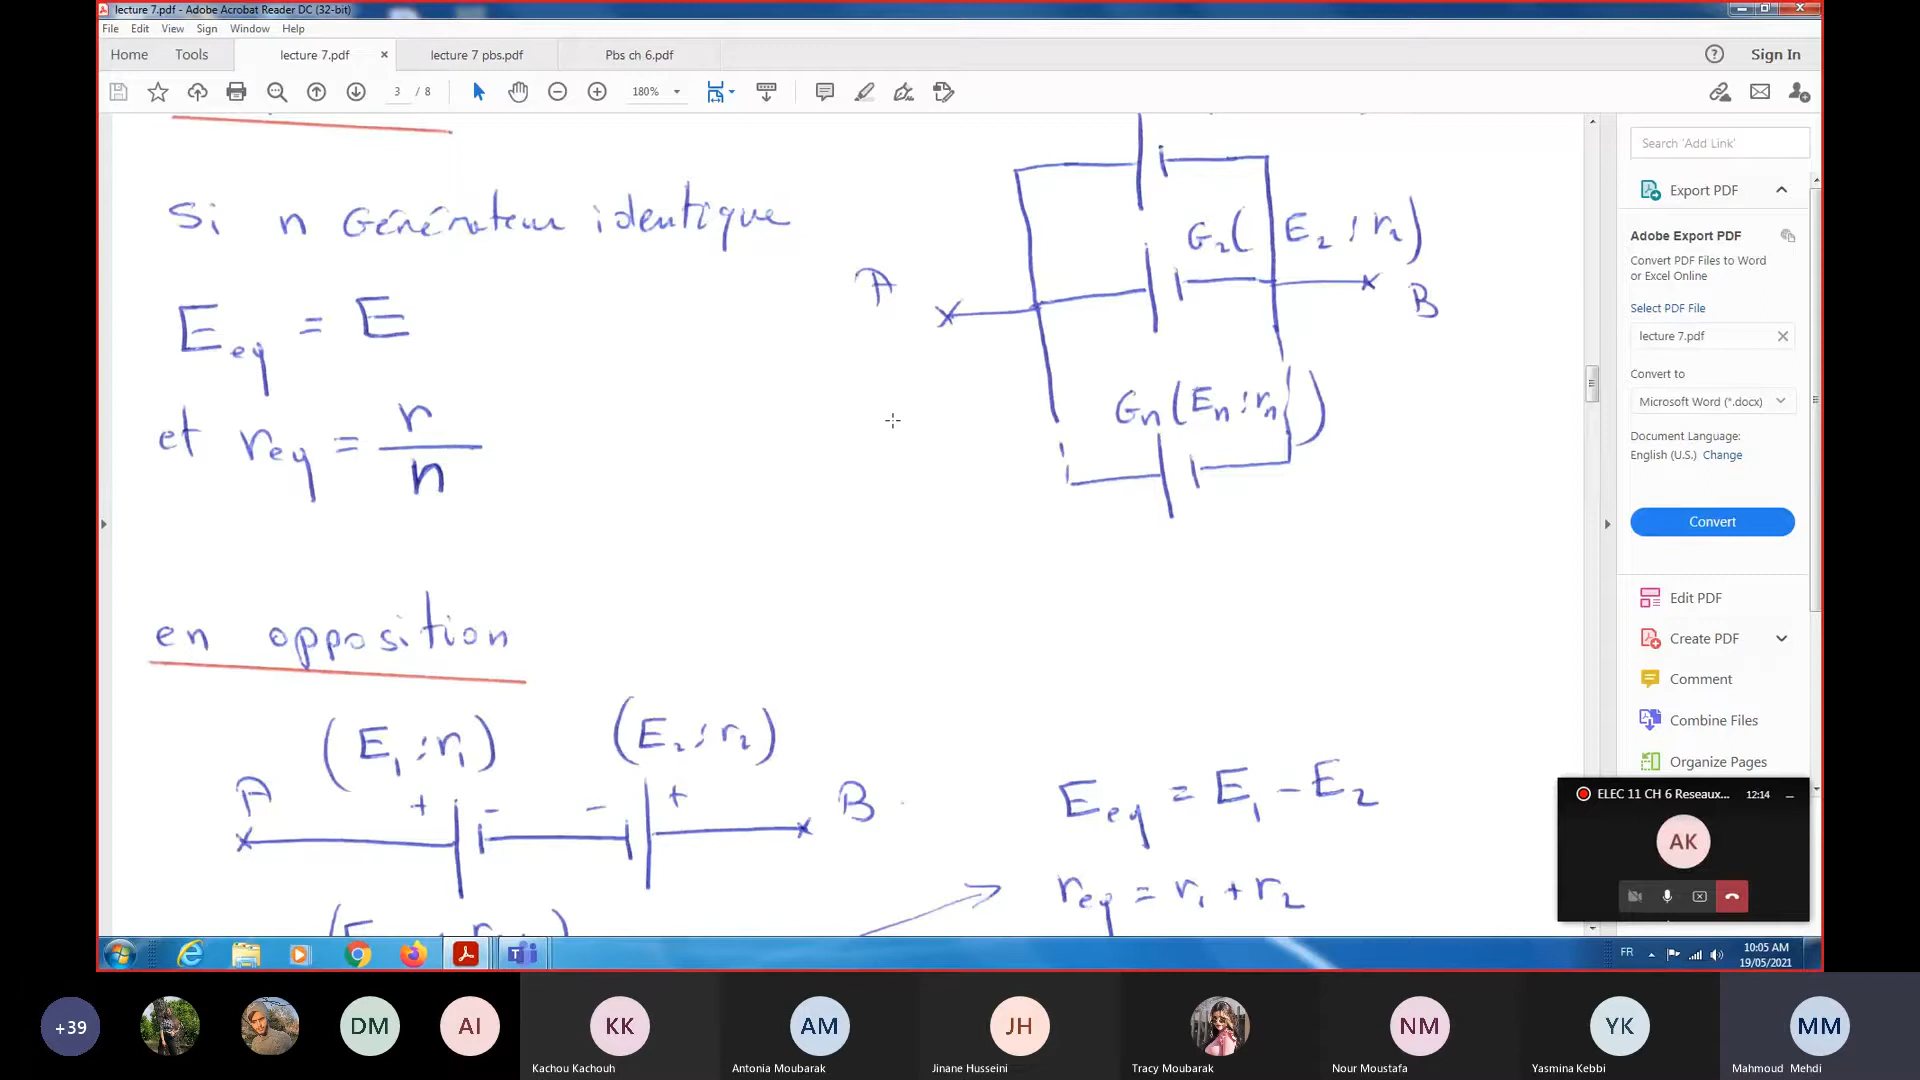 lecture 7.pdf - Adobe Acrobat Reader DC (32-bit)
File Edit View Sign Window Help
Home Tools lecture 7.pdf × lecture 7 pbs.pdf Pbs ch 6.pdf Sign In
3 / 8 180%
Si n Générateur identique
E eq = E
et r eq = r / n
A
B
G2 ( E2 ; r2 )
Gn ( En ; rn )
en opposition
(E1 ; r1) (E2 ; r2)
A + - - + B
E eq = E1 - E2
r eq = r1 + r2
Search 'Add Link'
Export PDF
Adobe Export PDF
Convert PDF Files to Word
or Excel Online
Select PDF File
lecture 7.pdf
Convert to
Microsoft Word (*.docx)
Document Language:
English (U.S.) Change
Convert
Edit PDF
Create PDF
Comment
Combine Files
Organize Pages
ELEC 11 CH 6 Reseaux... 12:14
AK
FR
10:05 AM
19/05/2021
+39 DM AI KK AM JH NM YK MM
Kachou Kachouh Antonia Moubarak Jinane Husseini Tracy Moubarak Nour Moustafa Yasmina Kebbi Mahmoud Mehdi